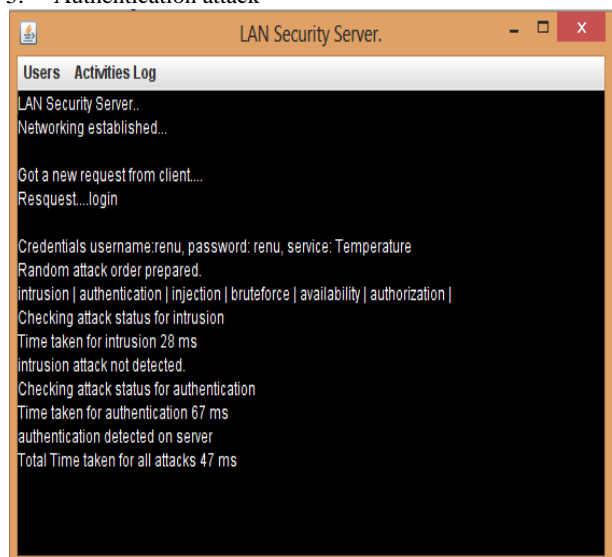 3. Authentication attack
LAN Security Server.
Users Activities Log
LAN Security Server..
Networking established...
Got a new request from client....
Resquest....login
Credentials username:renu, password: renu, service: Temperature
Random attack order prepared.
intrusion | authentication | injection | bruteforce | availability | authorization |
Checking attack status for intrusion
Time taken for intrusion 28 ms
intrusion attack not detected.
Checking attack status for authentication
Time taken for authentication 67 ms
authentication detected on server
Total Time taken for all attacks 47 ms